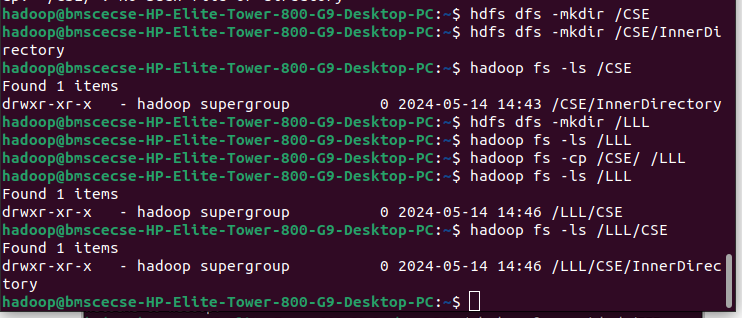 hadoop@bmscecse-HP-Elite-Tower-800-G9-Desktop-PC:~$ hdfs dfs -mkdir /CSE
hadoop@bmscecse-HP-Elite-Tower-800-G9-Desktop-PC:~$ hdfs dfs -mkdir /CSE/InnerDi
rectory
hadoop@bmscecse-HP-Elite-Tower-800-G9-Desktop-PC:~$ hadoop fs -ls /CSE
Found 1 items
drwxr-xr-x   - hadoop supergroup          0 2024-05-14 14:43 /CSE/InnerDirectory
hadoop@bmscecse-HP-Elite-Tower-800-G9-Desktop-PC:~$ hdfs dfs -mkdir /LLL
hadoop@bmscecse-HP-Elite-Tower-800-G9-Desktop-PC:~$ hadoop fs -ls /LLL
hadoop@bmscecse-HP-Elite-Tower-800-G9-Desktop-PC:~$ hadoop fs -cp /CSE/ /LLL
hadoop@bmscecse-HP-Elite-Tower-800-G9-Desktop-PC:~$ hadoop fs -ls /LLL
Found 1 items
drwxr-xr-x   - hadoop supergroup          0 2024-05-14 14:46 /LLL/CSE
hadoop@bmscecse-HP-Elite-Tower-800-G9-Desktop-PC:~$ hadoop fs -ls /LLL/CSE
Found 1 items
drwxr-xr-x   - hadoop supergroup          0 2024-05-14 14:46 /LLL/CSE/InnerDirec
tory
hadoop@bmscecse-HP-Elite-Tower-800-G9-Desktop-PC:~$